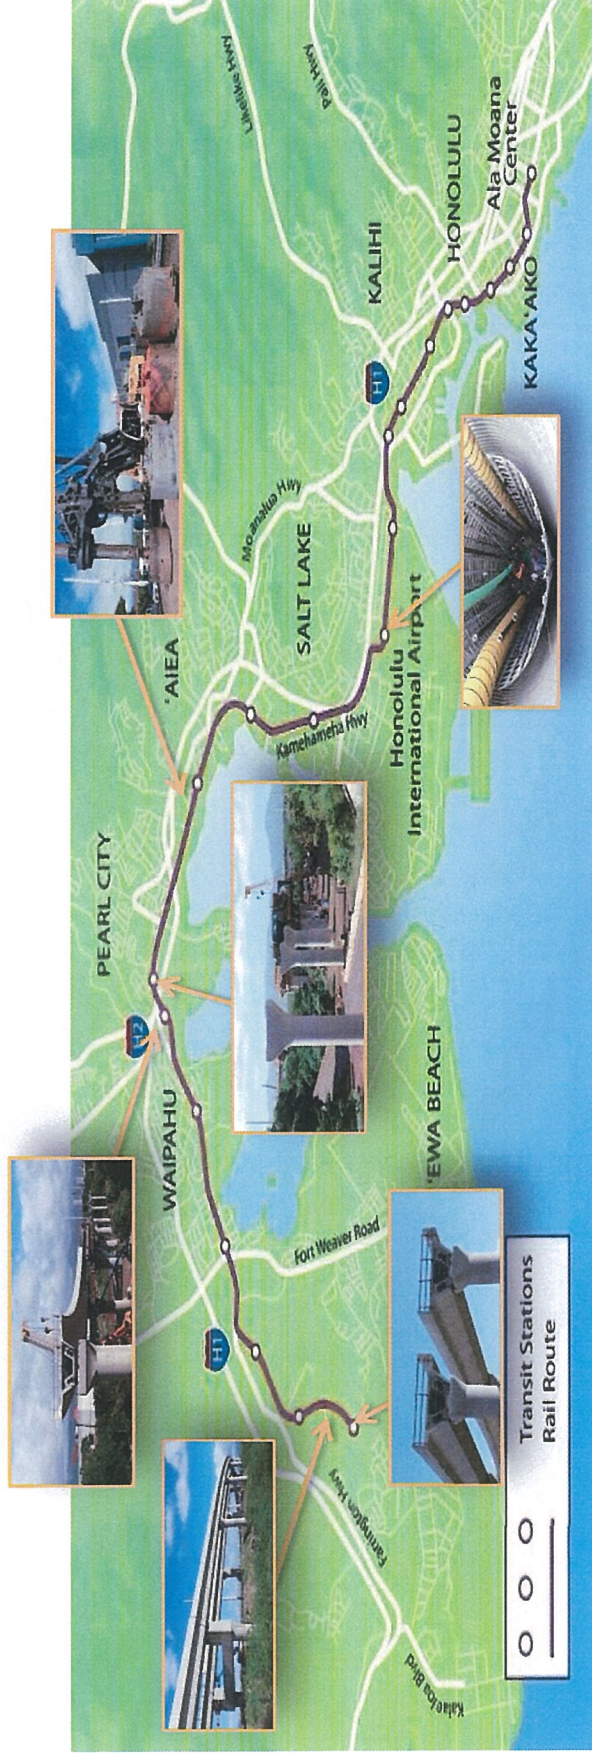 Likelike Hwy
Pali Hwy
Ala Moana
Center
HONOLULU
KALIHI
KAKA'AKO
H1
Moanalua Hwy
SALT LAKE
'AIEA
Honolulu
International Airport
Kamehameha Hwy
PEARL CITY
H2
WAIPAHU
'EWA BEACH
Fort Weaver Road
H1
Farrington Hwy
Kalaeloa Blvd
Transit Stations
Rail Route